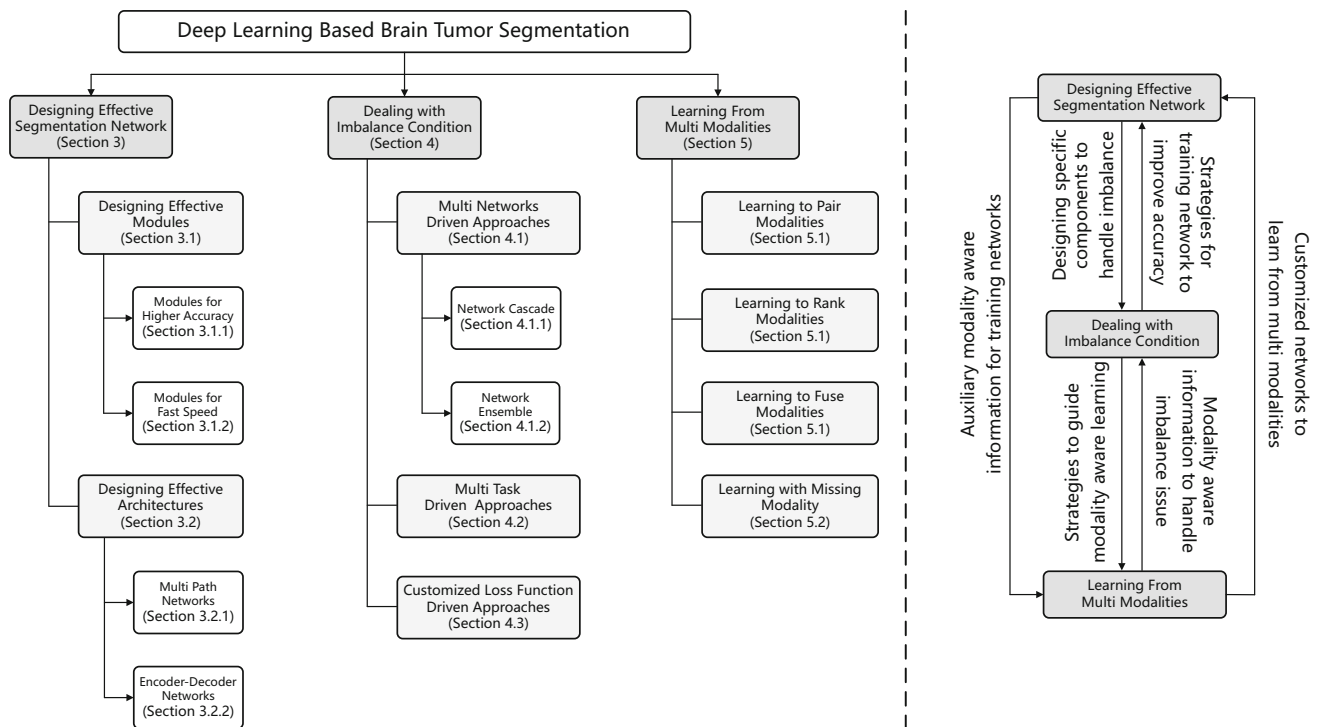 Deep Learning Based Brain Tumor Segmentation
Designing Effective
Segmentation Network
(Section 3)
Designing Effective
Modules
(Section 3.1)
Modules for
Higher Accuracy
(Section 3.1.1)
Modules for
Fast Speed
(Section 3.1.2)
Designing Effective
Architectures
(Section 3.2)
Multi Path
Networks
(Section 3.2.1)
Encoder-Decoder
Networks
(Section 3.2.2)
Dealing with
Imbalance Condition
(Section 4)
Multi Networks
Driven Approaches
(Section 4.1)
Network Cascade
(Section 4.1.1)
Network
Ensemble
(Section 4.1.2)
Multi Task
Driven Approaches
(Section 4.2)
Customized Loss Function
Driven Approaches
(Section 4.3)
Learning From
Multi Modalities
(Section 5)
Learning to Pair
Modalities
(Section 5.1)
Learning to Rank
Modalities
(Section 5.1)
Learning to Fuse
Modalities
(Section 5.1)
Learning with Missing
Modality
(Section 5.2)
Designing Effective
Segmentation Network
Auxiliary modality aware
information for training networks
Designing specific
components to
handle imbalance
Strategies for
training network to
improve accuracy
Customized networks to
learn from multi modalities
Dealing with
Imbalance Condition
Strategies to guide
modality aware learning
Modality aware
information to handle
imbalance issue
Learning From
Multi Modalities